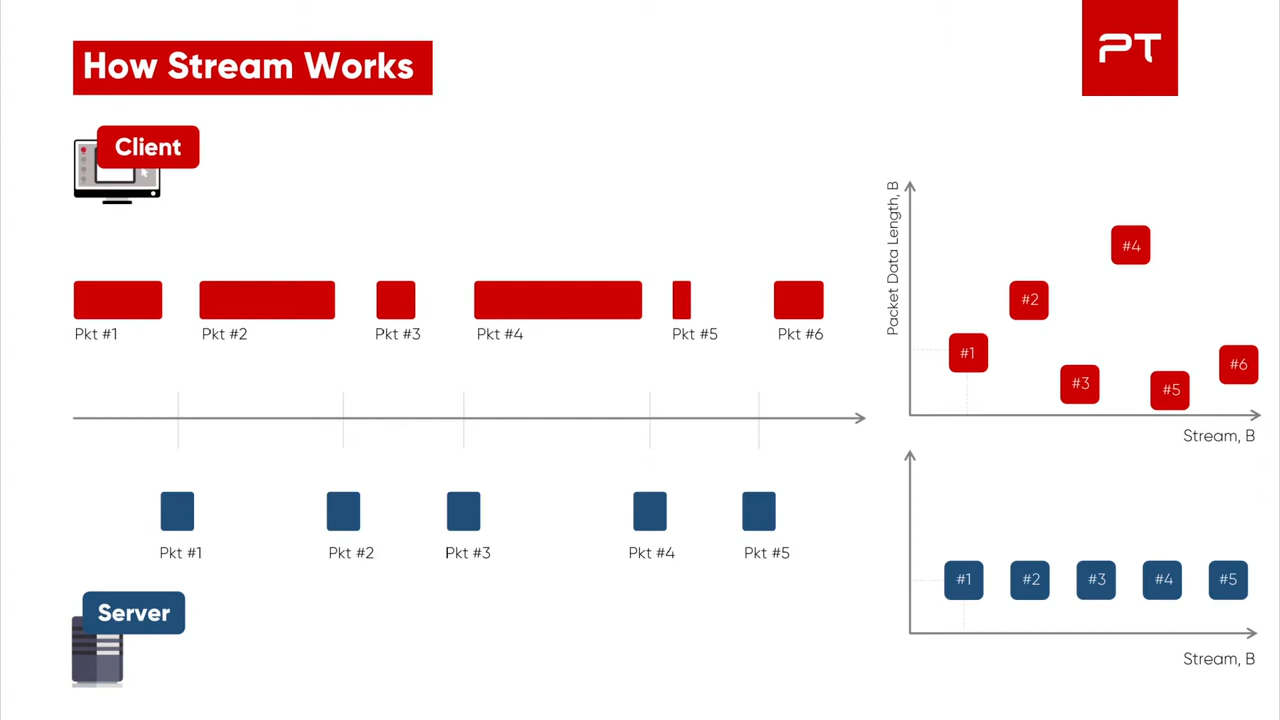 How Stream Works
PT
Client
Pkt #1
Pkt #2
Pkt #3
Pkt #4
Pkt #5
Pkt #6
Pkt #1
Pkt #2
Pkt #3
Pkt #4
Pkt #5
Server
Packet Data Length, B
#1
#2
#3
#4
#5
#6
Stream, B
#1
#2
#3
#4
#5
Stream, B